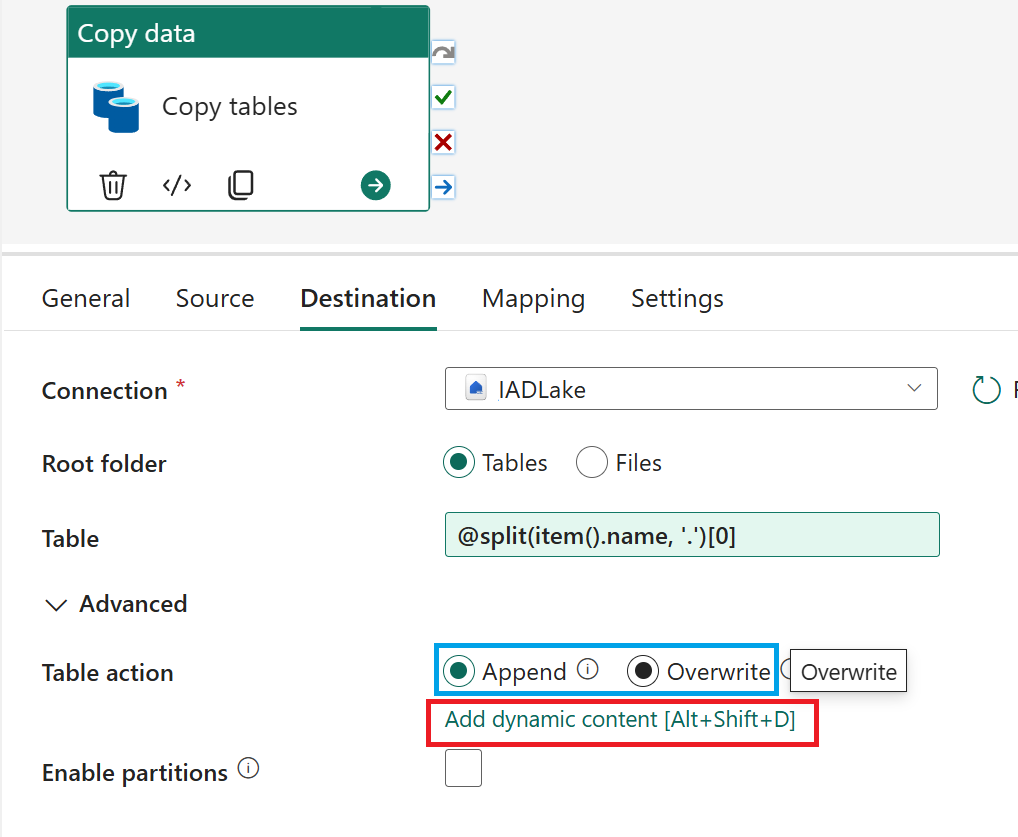 Copy data
Copy tables
General Source Destination Mapping Settings
Connection *
IADLake
Root folder
Tables Files
Table
@split(item().name, '.')[0]
Advanced
Table action
Append Overwrite Overwrite
Add dynamic content [Alt+Shift+D]
Enable partitions